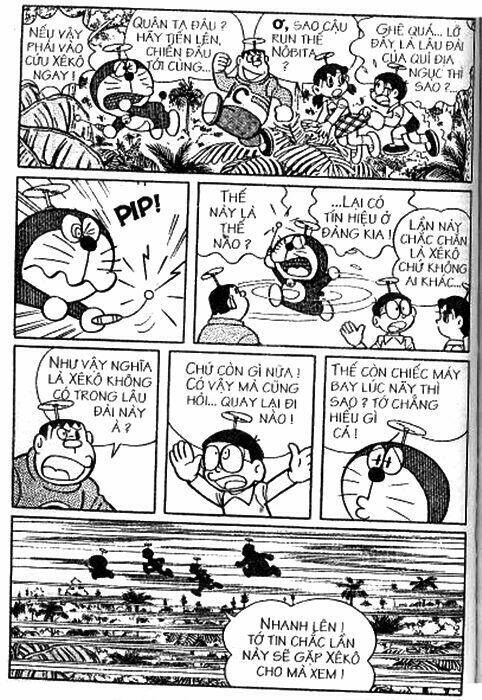 NẾU VẬY
PHẢI VÀO
CỨU XÊKÔ
NGAY !
QUÂN TA ĐÂU ?
HÃY TIẾN LÊN,
CHIẾN ĐẤU
TỚI CÙNG...
Ơ, SAO CẬU
RUN THẾ
NÔBITA
?
GHÊ QUÁ... LỠ
ĐÂY LÀ LÂU ĐÀI
CỦA QUỈ ĐỊA
NGỤC THÌ
SAO ?...
PIP!
THẾ
NÀY LÀ
THẾ
NÀO ?
...LẠI CÓ
TÍN HIỆU Ở
ĐẰNG KIA !
LẦN NÀY
CHẮC CHẮN
LÀ XÊKÔ
CHỨ KHÔNG
AI KHÁC...
NHƯ VẬY NGHĨA
LÀ XÊKÔ KHÔNG
CÓ TRONG LÂU
ĐÀI NÀY
À ?
CHỨ CÒN GÌ NỮA !
CÓ VẬY MÀ CŨNG
HỎI... QUAY LẠI ĐI
NÀO !
THẾ CÒN CHIẾC MÁY
BAY LÚC NÃY THÌ
SAO ? TỚ CHẲNG
HIỂU GÌ
CẢ !
NHANH LÊN !
TỚ TIN CHẮC LẦN
NÀY SẼ GẶP XÊKÔ
CHO MÀ XEM !